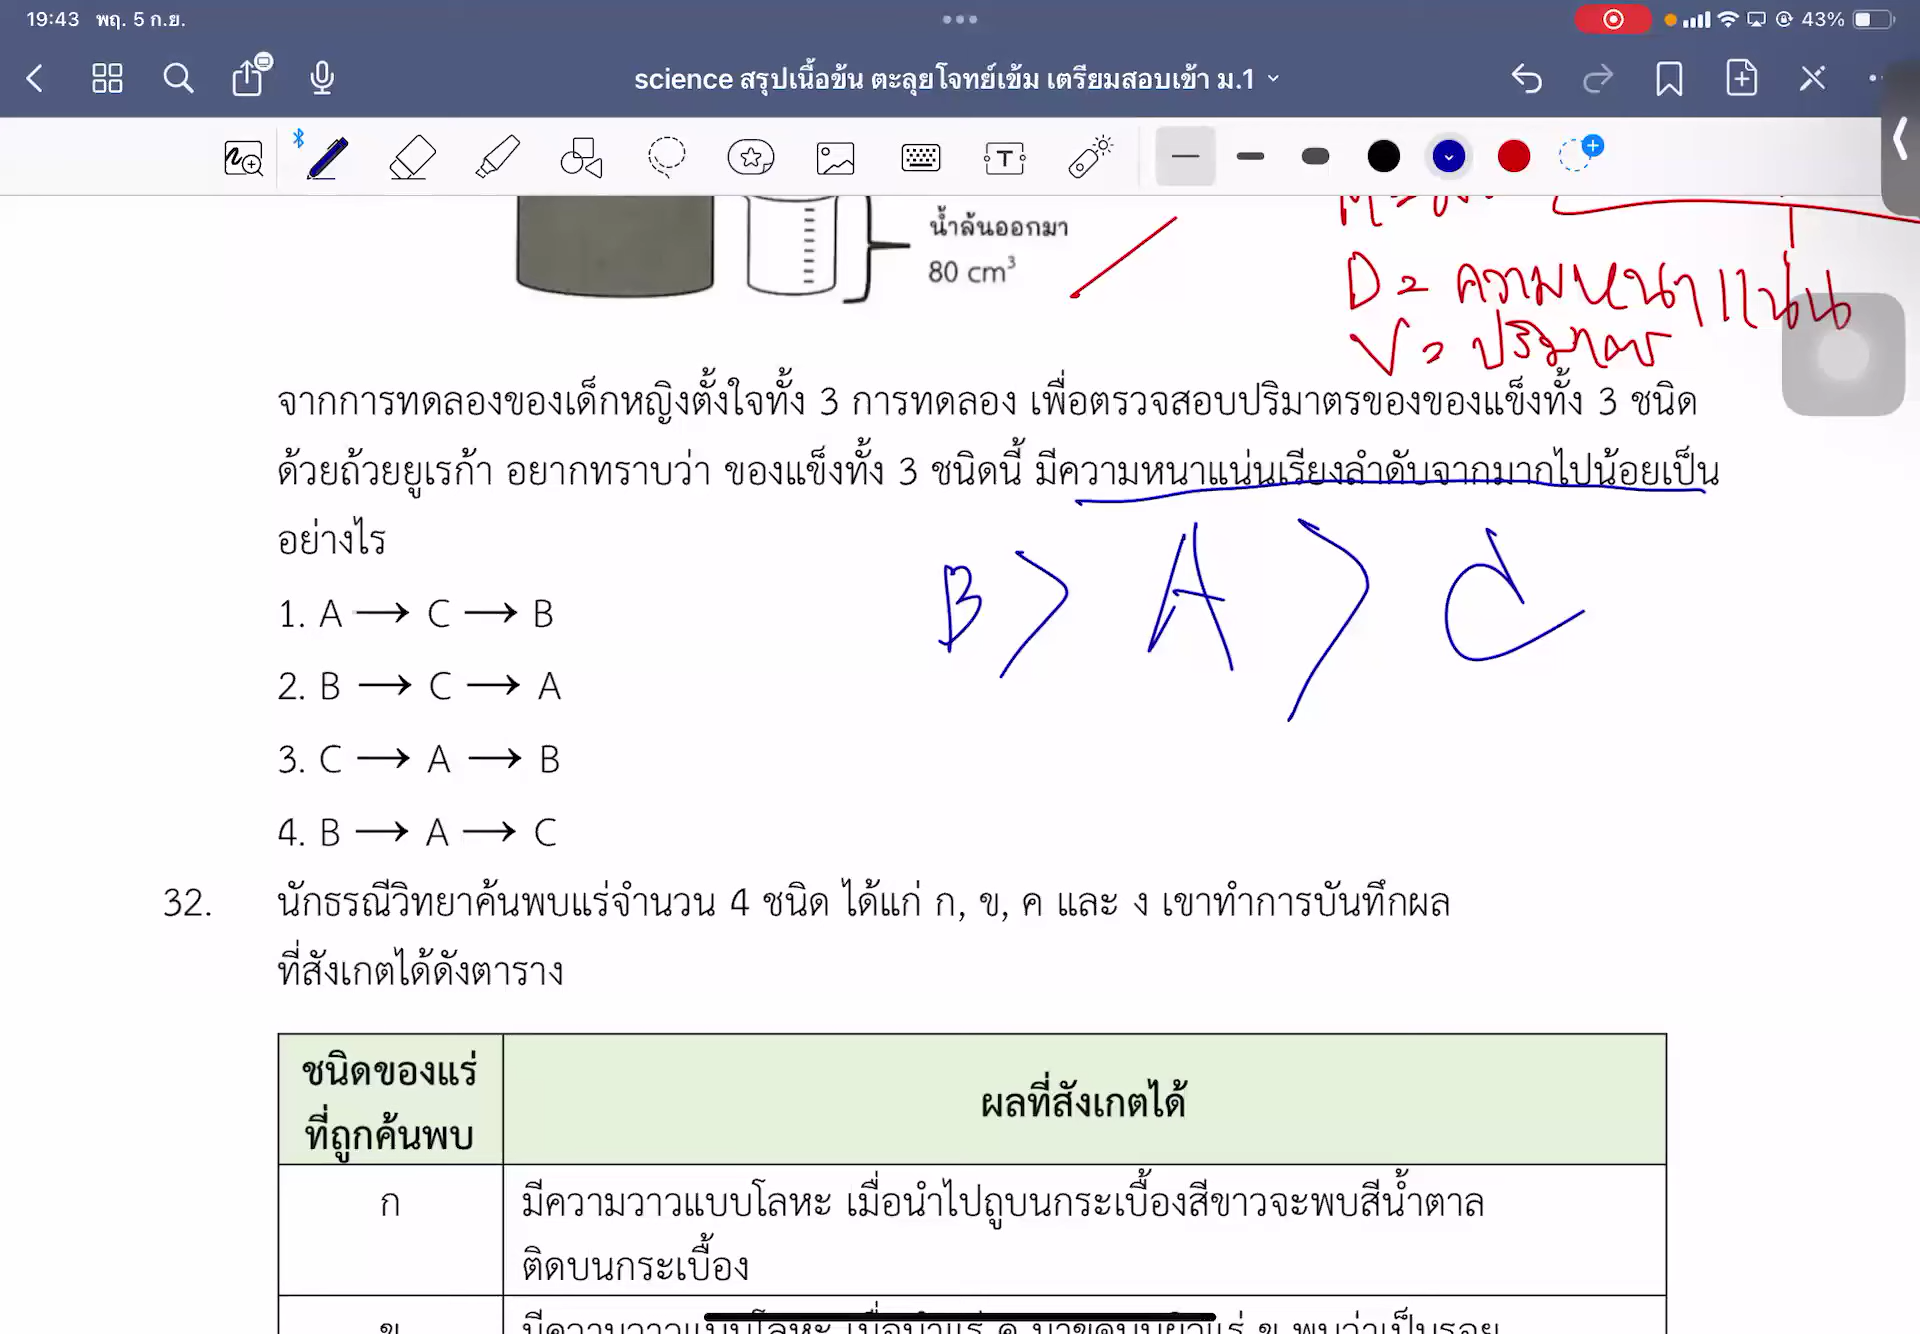 19:43 พฤ. 5 ก.ย.
43%
science สรุปเนื้อข้น ตะลุยโจทย์เข้ม เตรียมสอบเข้า ม.1
น้ำล้นออกมา
80 cm³
D = ความหนาแน่น
V = ปริมาตร
จากการทดลองของเด็กหญิงตั้งใจทั้ง 3 การทดลอง เพื่อตรวจสอบปริมาตรของของแข็งทั้ง 3 ชนิด
ด้วยถ้วยยูเรก้า อยากทราบว่า ของแข็งทั้ง 3 ชนิดนี้ มีความหนาแน่นเรียงลำดับจากมากไปน้อยเป็น
อย่างไร
B > A > C
1. A → C → B
2. B → C → A
3. C → A → B
4. B → A → C
32. นักธรณีวิทยาค้นพบแร่จำนวน 4 ชนิด ได้แก่ ก, ข, ค และ ง เขาทำการบันทึกผล
ที่สังเกตได้ดังตาราง
ชนิดของแร่
ที่ถูกค้นพบ
ผลที่สังเกตได้
ก
มีความวาวแบบโลหะ เมื่อนำไปถูบนกระเบื้องสีขาวจะพบสีน้ำตาล
ติดบนกระเบื้อง
ข
มีความวาวแบบโลหะ